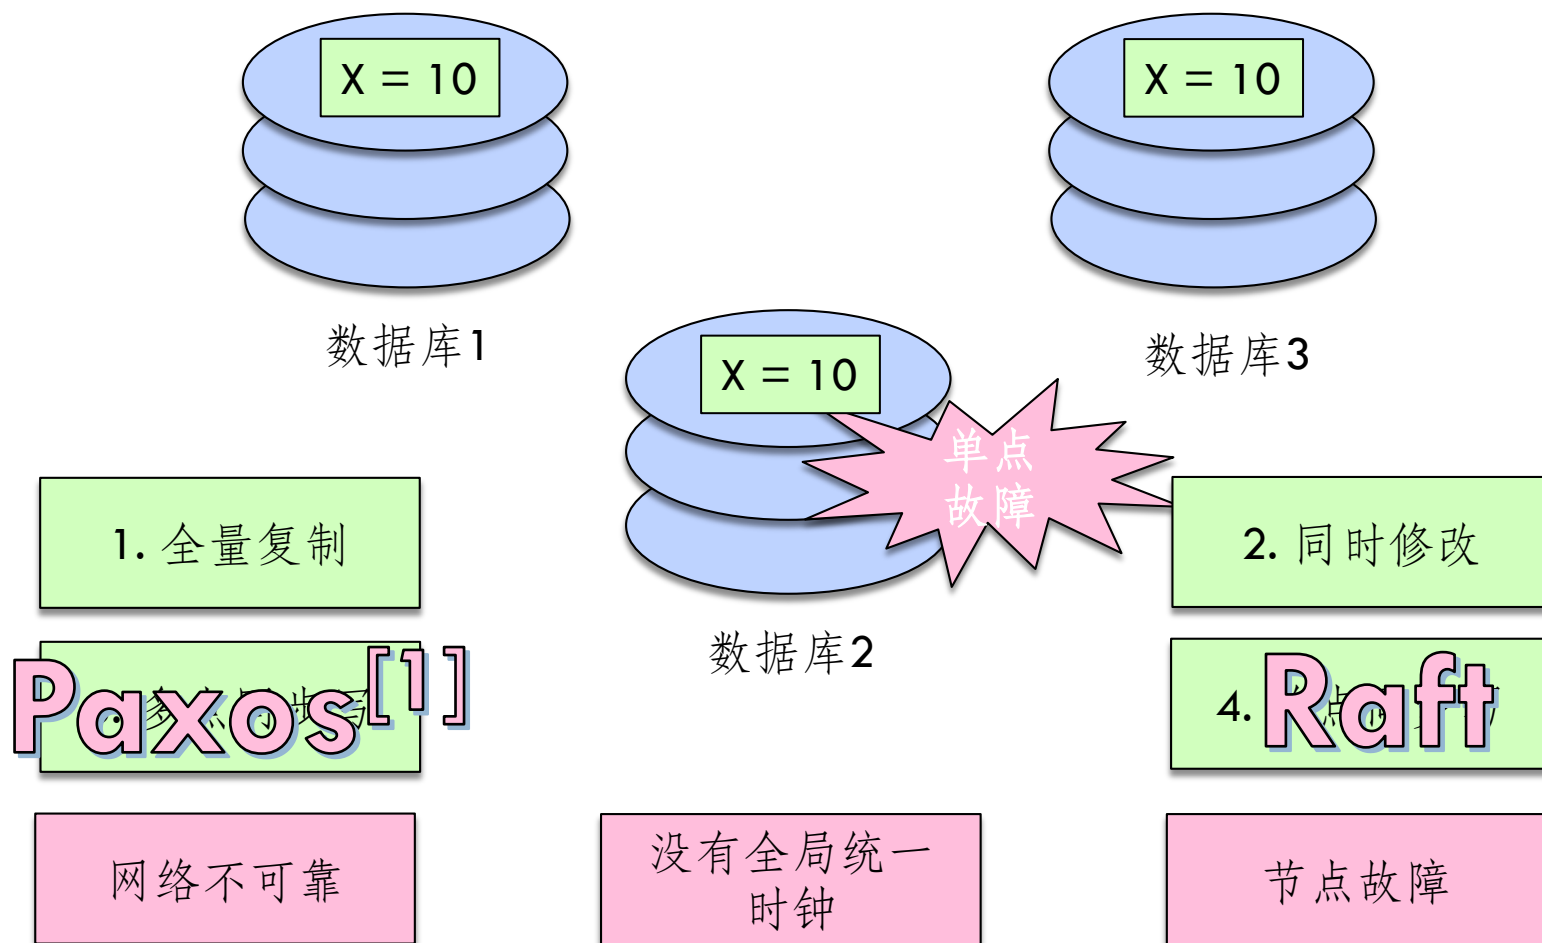 X = 10
X = 10
数据库1
数据库3
X = 10
单点
故障
数据库2
1. 全量复制
2. 同时修改
Paxos[1]
4.
Raft
网络不可靠
没有全局统一
时钟
节点故障